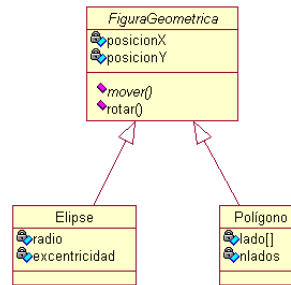 FiguraGeometrica
posicionX
posicionY
mover()
rotar()
Elipse
radio
excentricidad
Polígono
lado[]
nlados